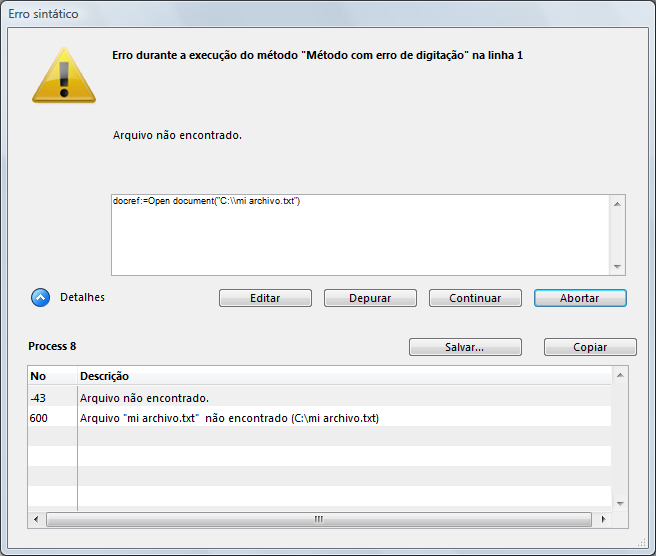 Erro sintático
Erro durante a execução do método "Método com erro de digitação" na linha 1
Arquivo não encontrado.
docref:=Open document("C:\\mi archivo.txt")
Detalhes
Editar
Depurar
Continuar
Abortar
Process 8
Salvar...
Copiar
No Descrição
-43 Arquivo não encontrado.
600 Arquivo "mi archivo.txt"  não encontrado (C:\mi archivo.txt)